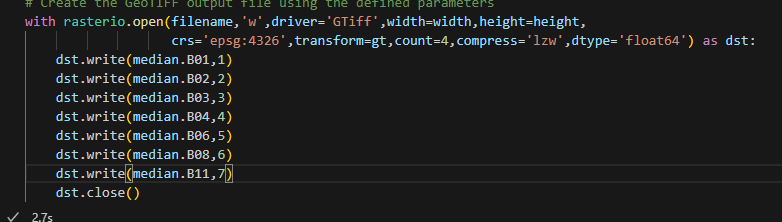 # Create the GeoTIFF output file using the defined parameters
with rasterio.open(filename,'w',driver='GTiff',width=width,height=height,
crs='epsg:4326',transform=gt,count=4,compress='lzw',dtype='float64') as dst:
dst.write(median.B01,1)
dst.write(median.B02,2)
dst.write(median.B03,3)
dst.write(median.B04,4)
dst.write(median.B06,5)
dst.write(median.B08,6)
dst.write(median.B11,7)
dst.close()
✓ 2.7s